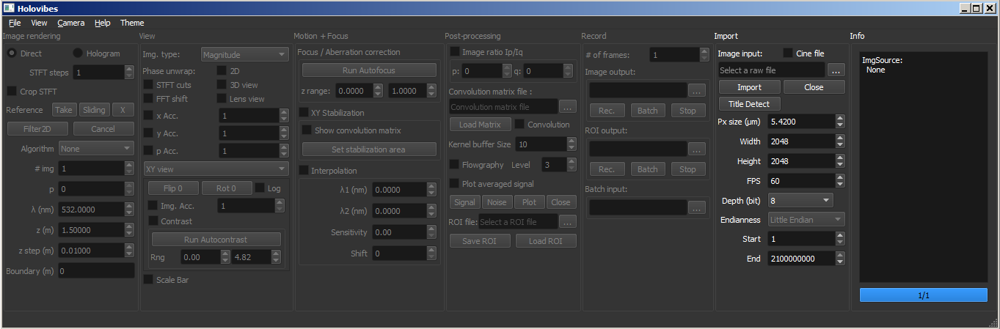 Holovibes
File View Camera Help Theme
Image rendering
Direct Hologram
STFT steps 1
Crop STFT
Reference Take Sliding X
Filter2D Cancel
Algorithm None
# img 1
p 0
λ (nm) 532.0000
z (m) 1.50000
z step (m) 0.01000
Boundary (m) 0
View
Img. type: Magnitude
Phase unwrap: 2D
STFT cuts 3D view
FFT shift Lens view
x Acc. 1
y Acc. 1
p Acc. 1
XY view
Flip 0 Rot 0 Log
Img. Acc. 1
Contrast
Run Autocontrast
Rng 0.00 4.82
Scale Bar
Motion + Focus
Focus / Aberration correction
Run Autofocus
z range: 0.0000 1.0000
XY Stabilization
Show convolution matrix
Set stabilization area
Interpolation
λ1 (nm) 0.0000
λ2 (nm) 0.0000
Sensitivity 0.00
Shift 0
Post-processing
Image ratio Ip/Iq
p: 0 q: 0
Convolution matrix file :
Convolution matrix file ...
Load Matrix Convolution
Kernel buffer Size 10
Flowgraphy Level 3
Plot averaged signal
Signal Noise Plot Close
ROI file: Select a ROI file ...
Save ROI Load ROI
Record
# of frames: 1
Image output:
...
Rec. Batch Stop
ROI output:
...
Rec. Batch Stop
Batch input:
...
Import
Image input: Cine file
Select a raw file ...
Import Close
Title Detect
Px size (μm) 5.4200
Width 2048
Height 2048
FPS 60
Depth (bit) 8
Endianness Little Endian
Start 1
End 2100000000
Info
ImgSource:
None
1/1